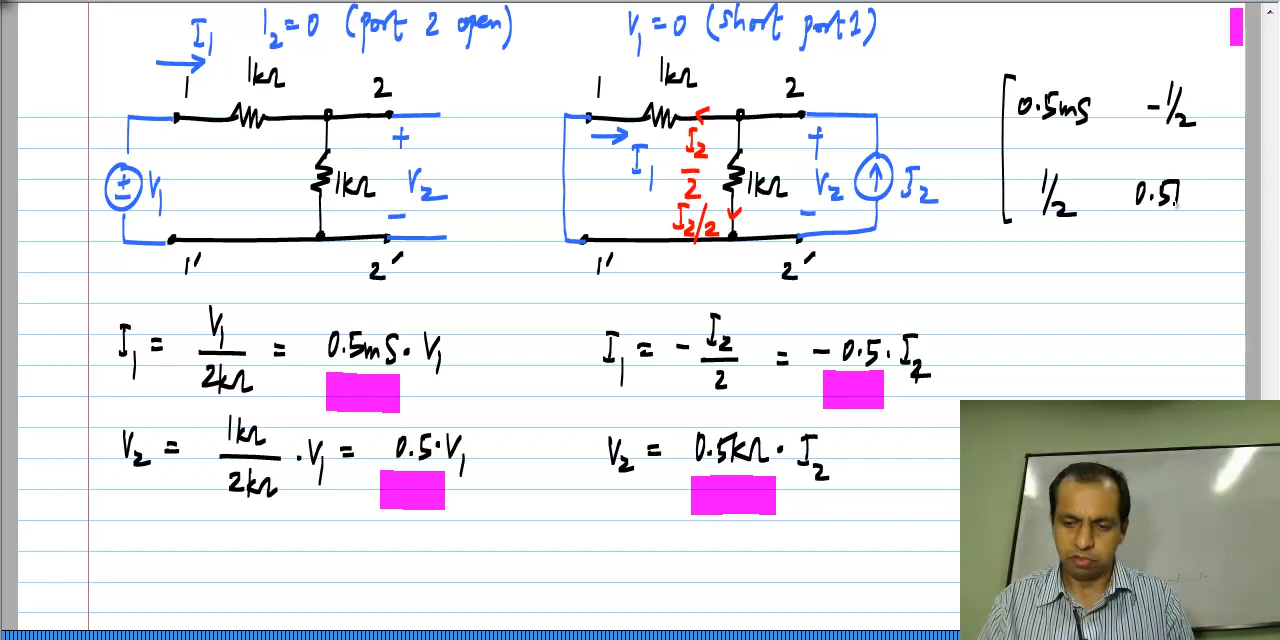 I₂ = 0 (port 2 open)
V₁ = 0 (short port 1)
I₁
1kΩ
1
2
+
±
V₁
1kΩ
V₂
−
1'
2'
1kΩ
1
2
I₁
I₂/2
+
1kΩ
V₂
I₂
I₂/2
−
1'
2'
[ 0.5mS -1/2
1/2 0.5
I₁ = V₁/2kΩ = 0.5mS · V₁
I₁ = - I₂/2 = - 0.5 · I₂
V₂ = 1kΩ/2kΩ · V₁ = 0.5 · V₁
V₂ = 0.5kΩ · I₂